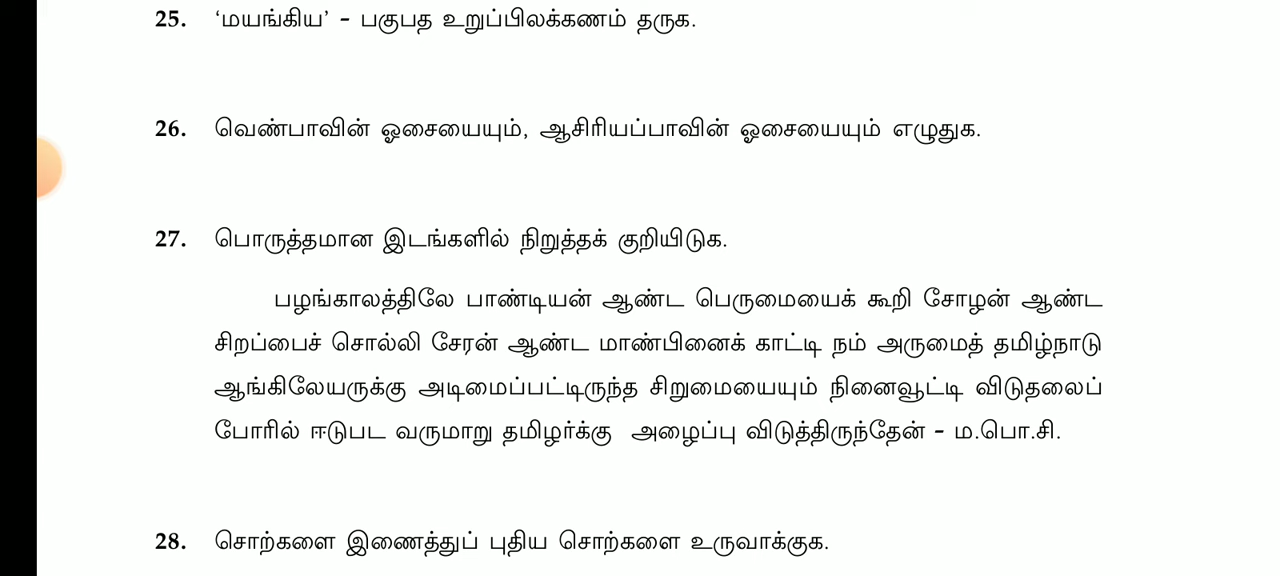 25. ‘மயங்கிய’ - பகுபத உறுப்பிலக்கணம் தருக.
26. வெண்பாவின் ஓசையையும், ஆசிரியப்பாவின் ஓசையையும் எழுதுக.
27. பொருத்தமான இடங்களில் நிறுத்தக் குறியிடுக.
பழங்காலத்திலே பாண்டியன் ஆண்ட பெருமையைக் கூறி சோழன் ஆண்ட
சிறப்பைச் சொல்லி சேரன் ஆண்ட மாண்பினைக் காட்டி நம் அருமைத் தமிழ்நாடு
ஆங்கிலேயருக்கு அடிமைப்பட்டிருந்த சிறுமையையும் நினைவூட்டி விடுதலைப்
போரில் ஈடுபட வருமாறு தமிழர்க்கு அழைப்பு விடுத்திருந்தேன் - ம.பொ.சி.
28. சொற்களை இணைத்துப் புதிய சொற்களை உருவாக்குக.